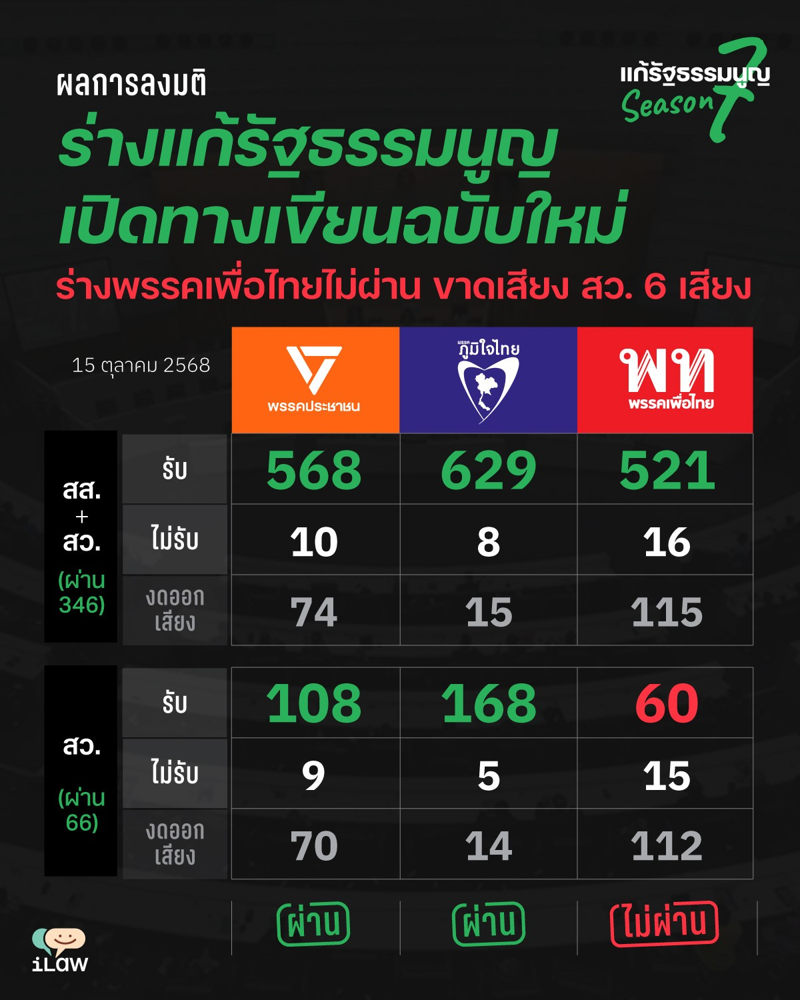 ผลการลงมติ
แก้รัฐธรรมนูญ
Season 7
ร่างแก้รัฐธรรมนูญ
เปิดทางเขียนฉบับใหม่
ร่างพรรคเพื่อไทยไม่ผ่าน ขาดเสียง สว. 6 เสียง
15 ตุลาคม 2568
พรรคประชาชน
พรรค
ภูมิใจไทย
พท
พรรคเพื่อไทย
สส.
+
สว.
(ผ่าน
346)
รับ
568 629 521
ไม่รับ
10 8 16
งดออก
เสียง
74 15 115
สว.
(ผ่าน
66)
รับ
108 168 60
ไม่รับ
9 5 15
งดออก
เสียง
70 14 112
ผ่าน ผ่าน ไม่ผ่าน
iLaw